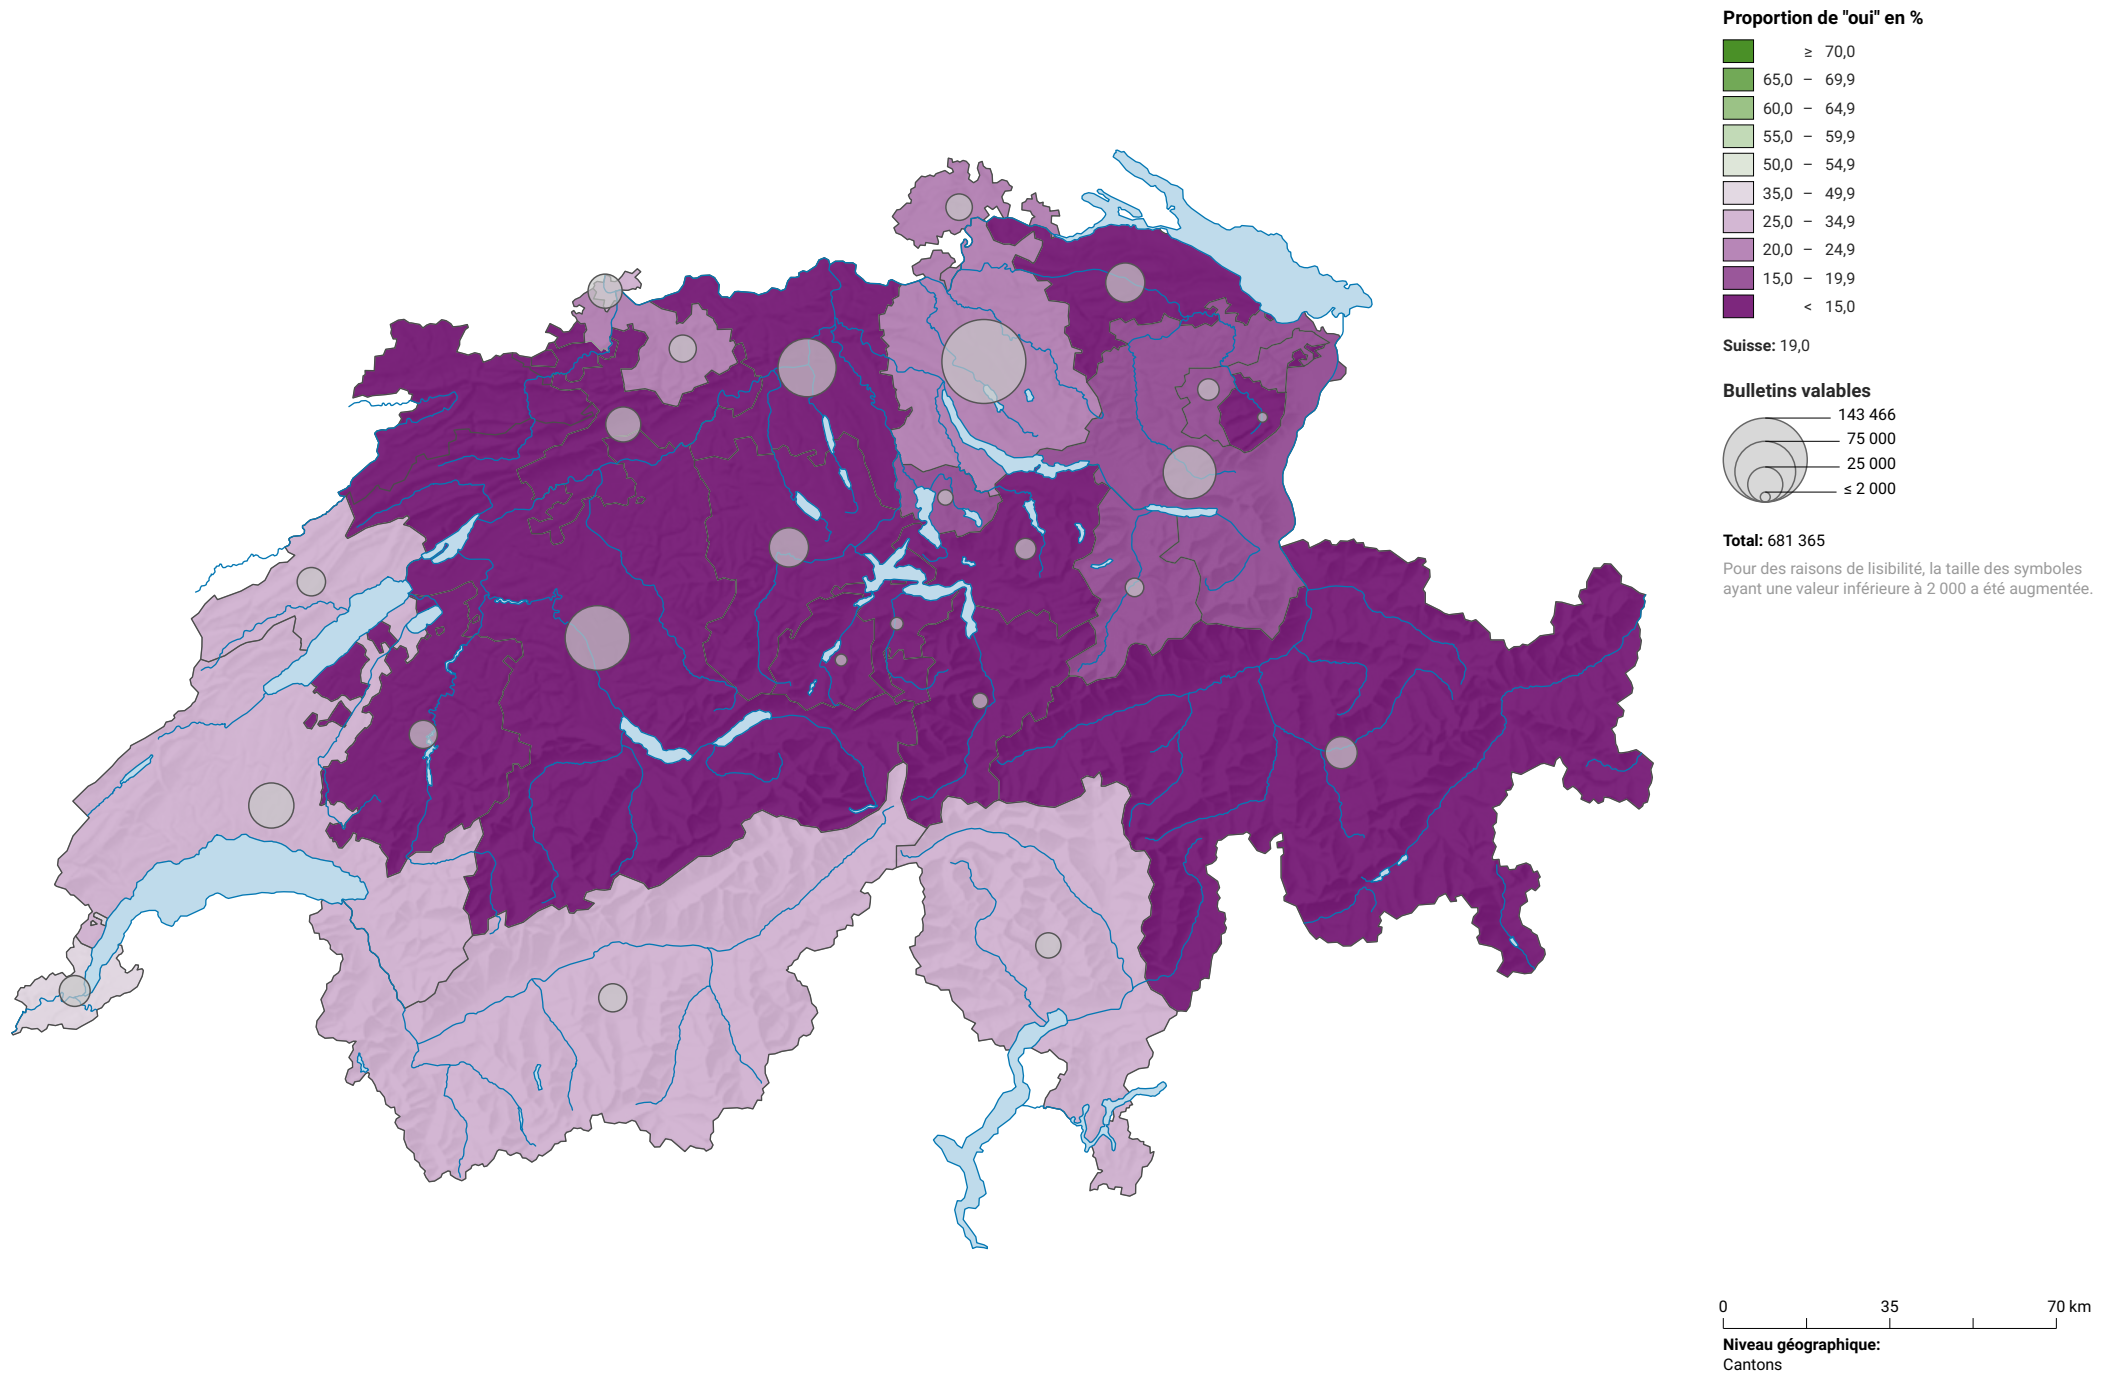 Proportion de "oui" en %
≥ 70,0
65,0 – 69,9
60,0 – 64,9
55,0 – 59,9
50,0 – 54,9
35,0 – 49,9
25,0 – 34,9
20,0 – 24,9
15,0 – 19,9
< 15,0
Suisse: 19,0
Bulletins valables
143 466
75 000
25 000
≤ 2 000
Total: 681 365
Pour des raisons de lisibilité, la taille des symboles
ayant une valeur inférieure à 2 000 a été augmentée.
0 35 70 km
Niveau géographique:
Cantons